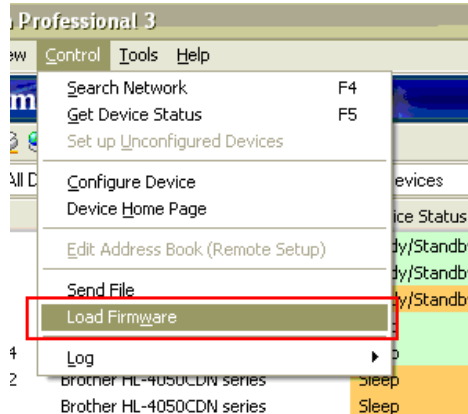 Professional 3
Control Tools Help
Search Network F4
Get Device Status F5
Set up Unconfigured Devices
All evices
Configure Device
Device Home Page
Status
Edit Address Book (Remote Setup)
Send File
Load Firmware
Log
4
2 Brother HL-4050CDN series Sleep
Brother HL-4050CDN series Sleep